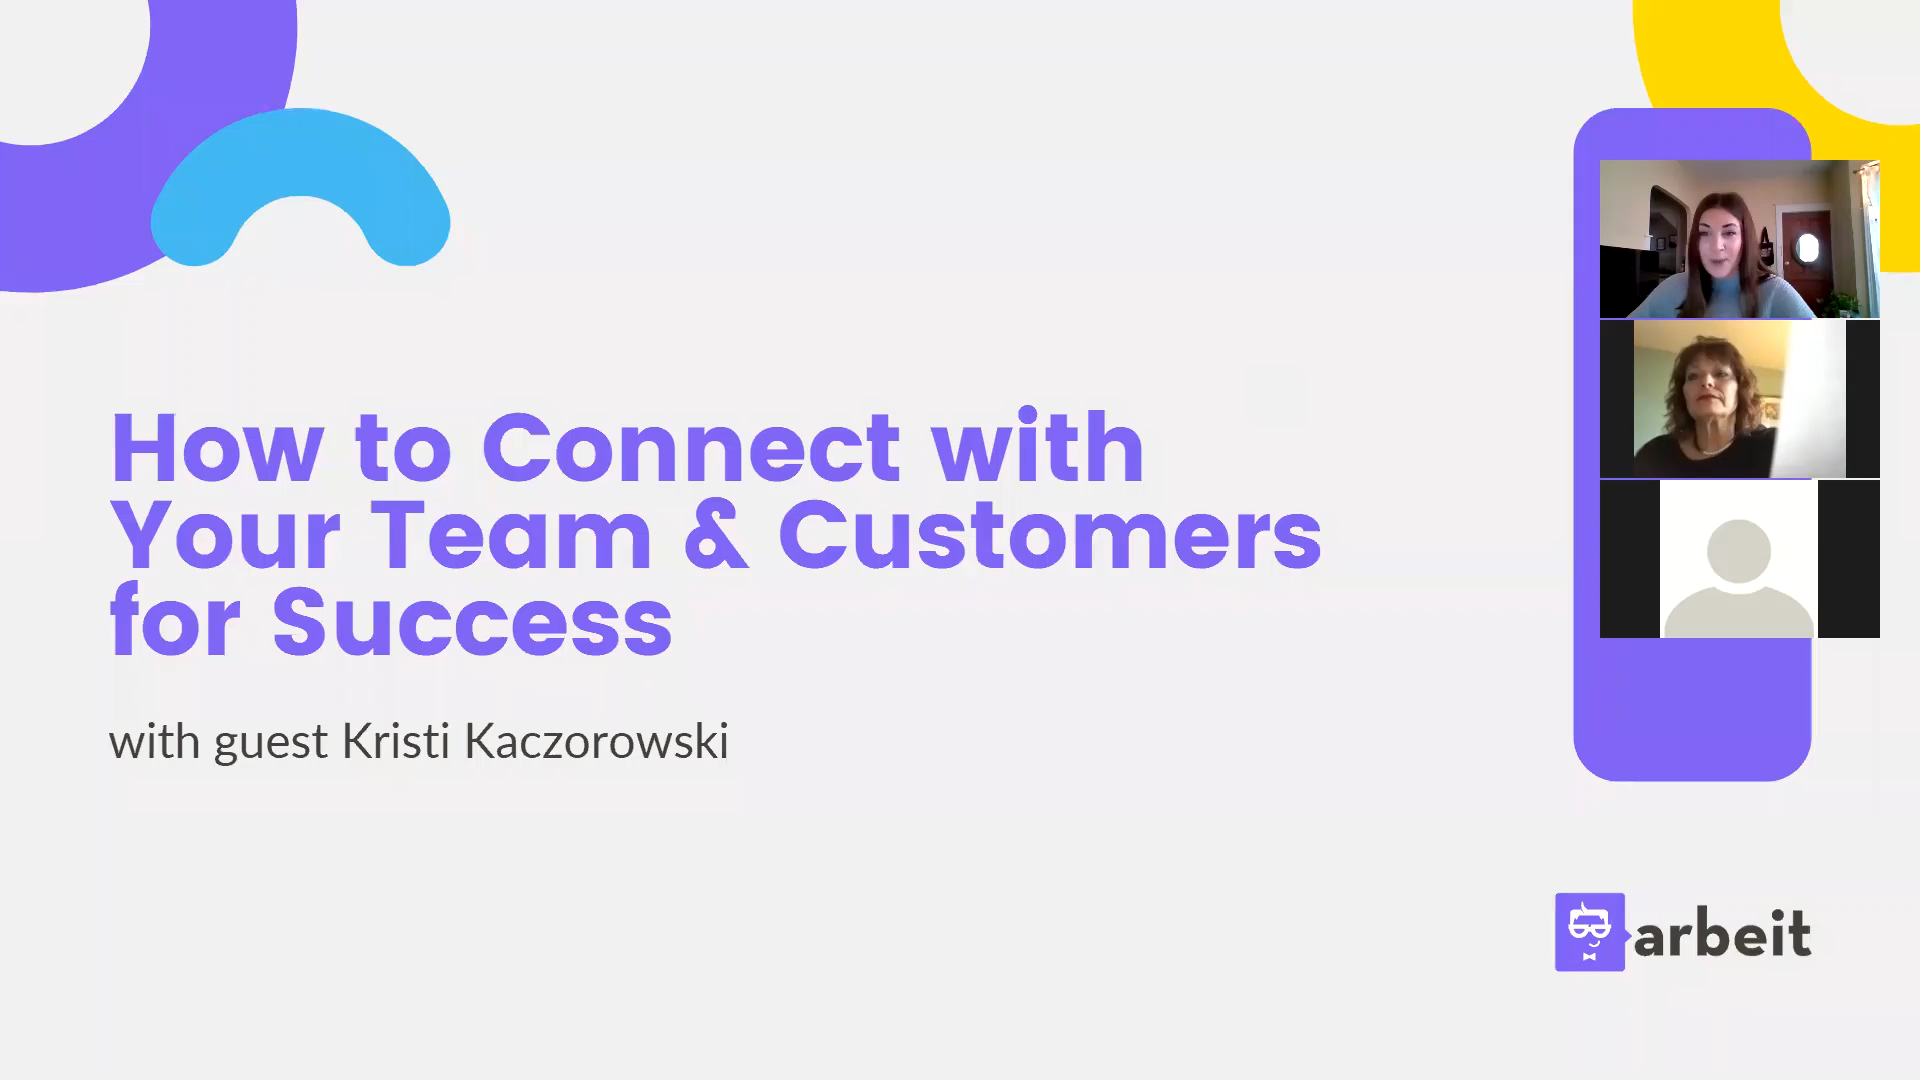 How to Connect with
Your Team & Customers
for Success
with guest Kristi Kaczorowski
arbeit